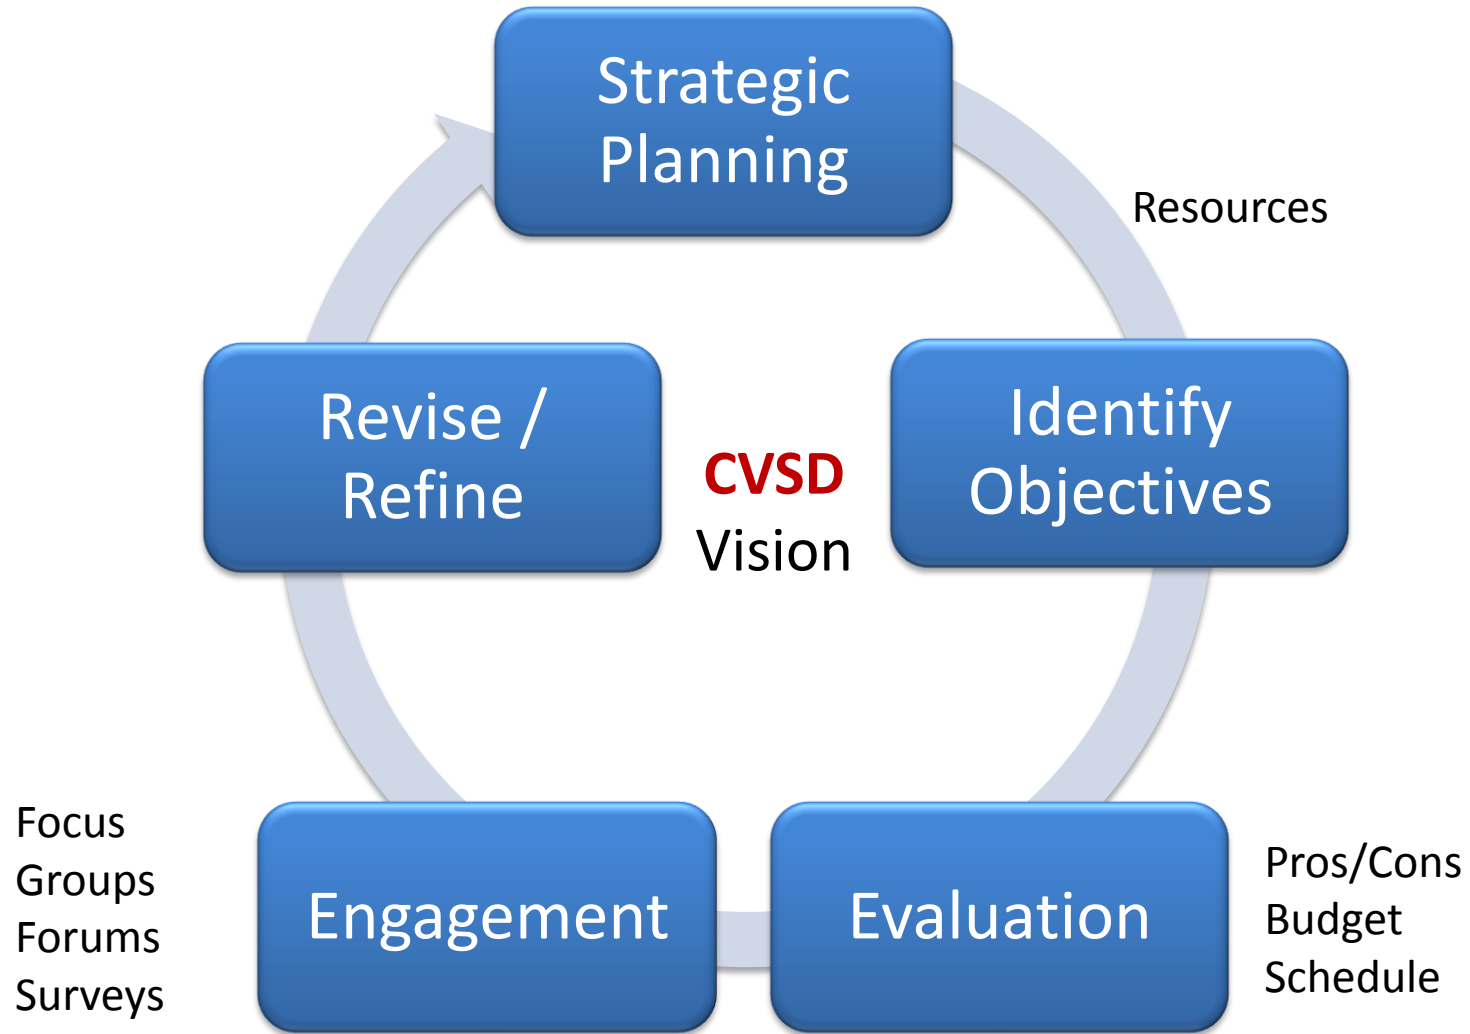 Strategic
Planning
Resources
Identify
Objectives
Revise /
Refine
CVSD
Vision
Focus
Groups
Forums
Surveys
Engagement
Evaluation
Pros/Cons
Budget
Schedule